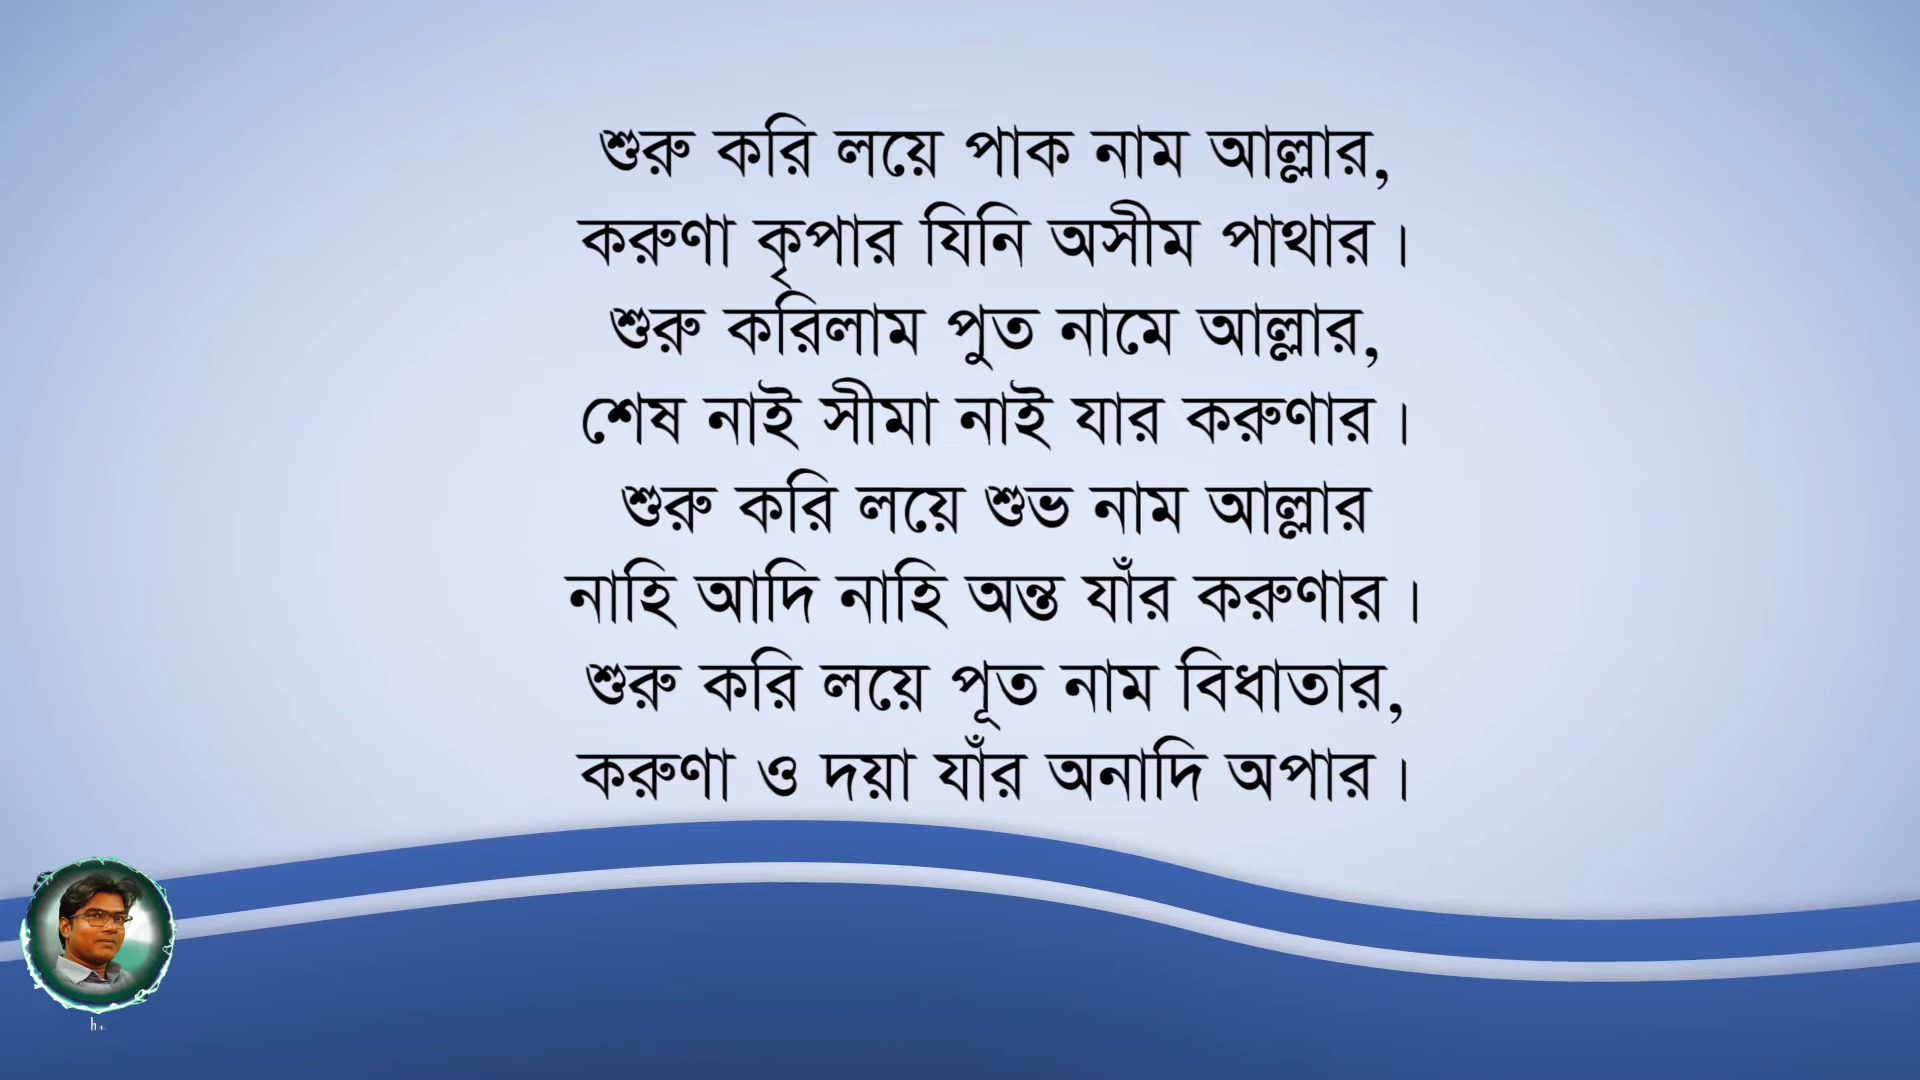 শুরু করি লয়ে পাক নাম আল্লার,
করুণা কৃপার যিনি অসীম পাথার।
শুরু করিলাম পুত নামে আল্লার,
শেষ নাই সীমা নাই যার করুণার।
শুরু করি লয়ে শুভ নাম আল্লার
নাহি আদি নাহি অন্ত যাঁর করুণার।
শুরু করি লয়ে পূত নাম বিধাতার,
করুণা ও দয়া যাঁর অনাদি অপার।